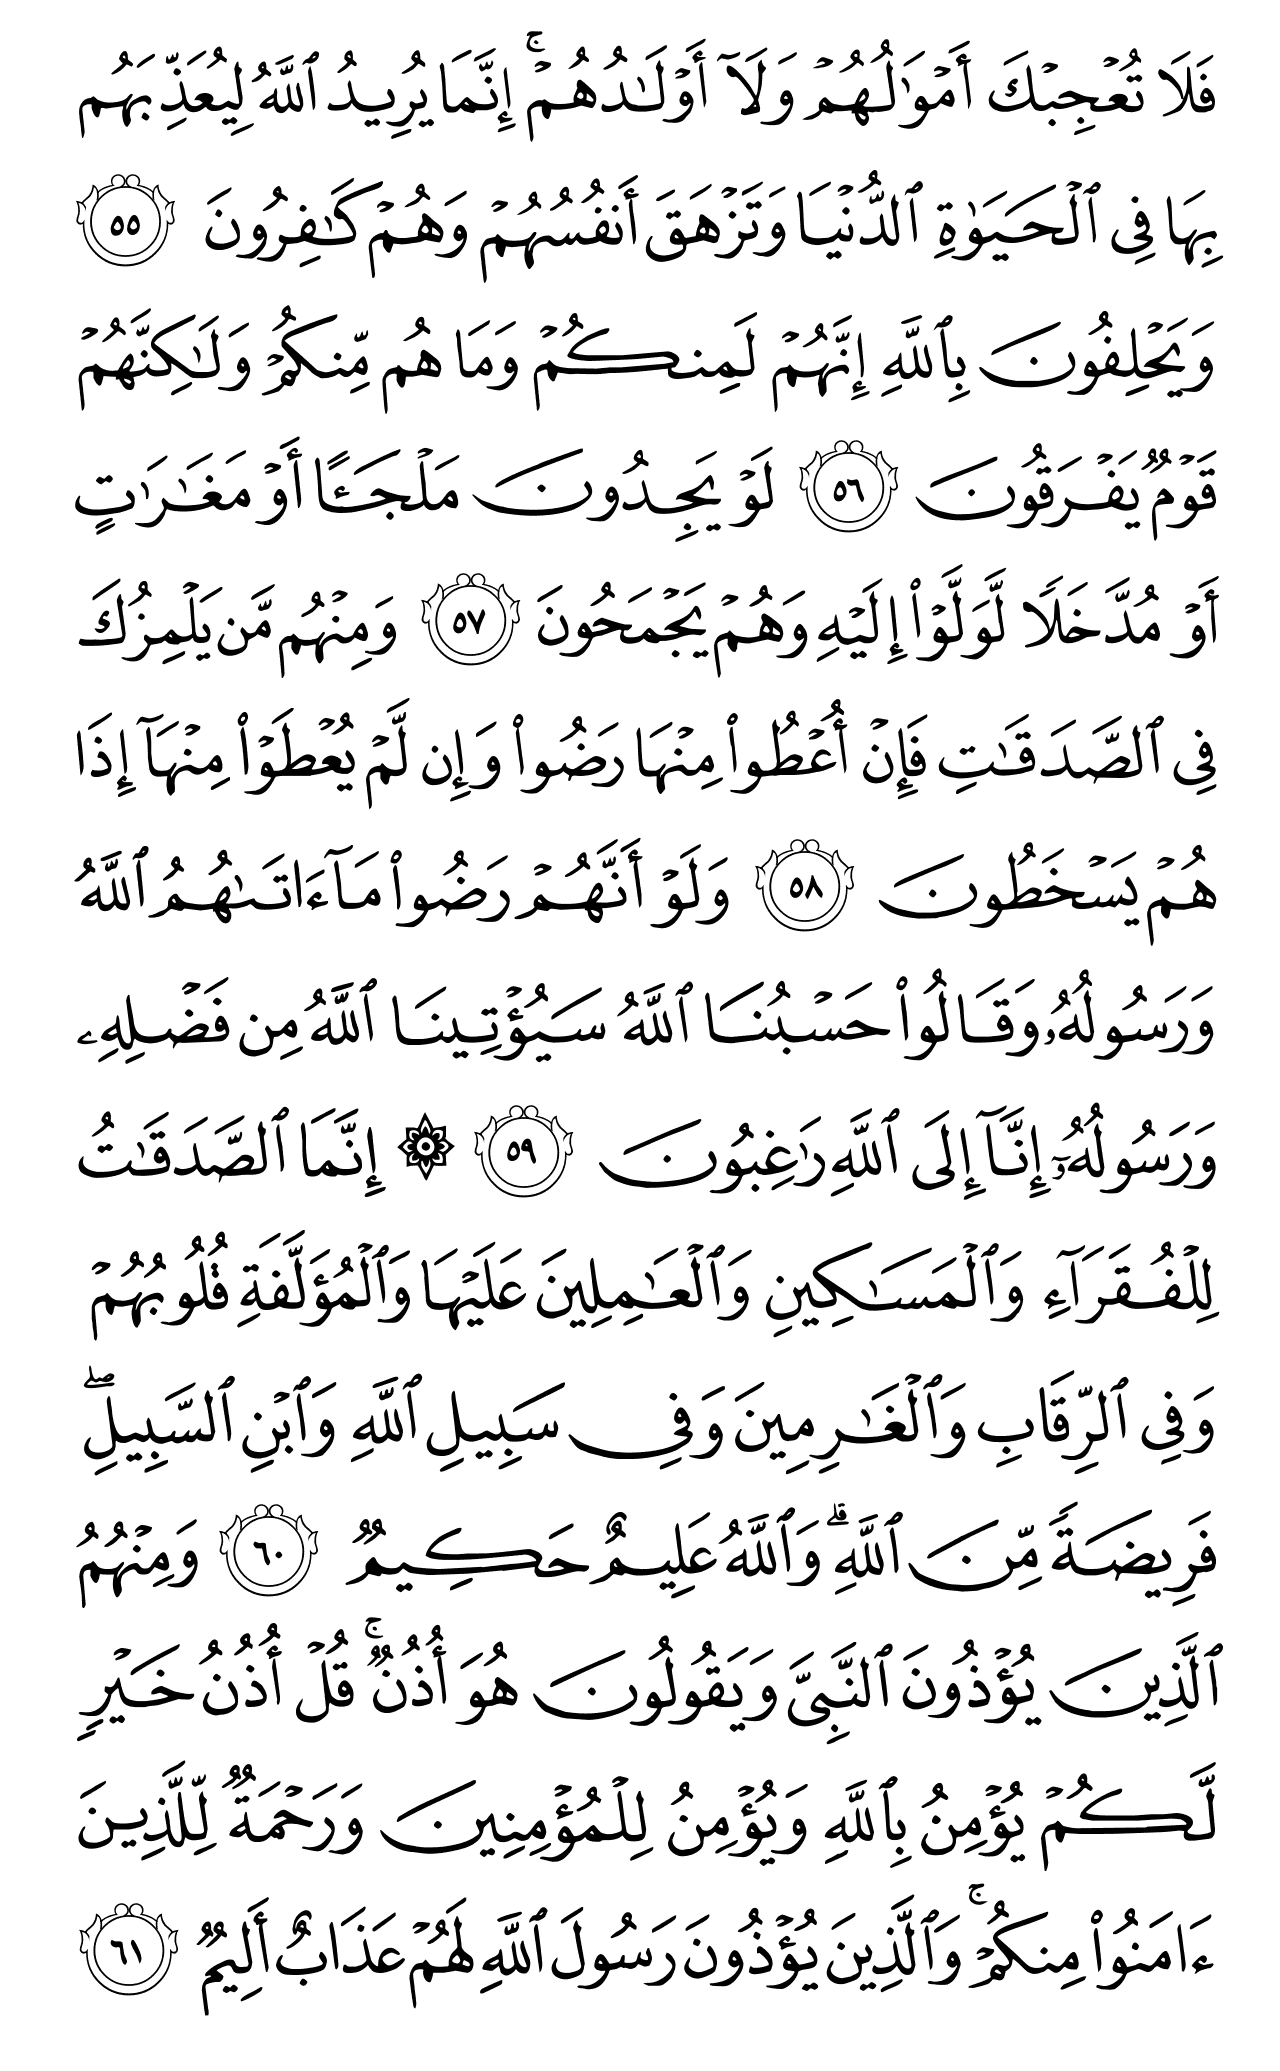 فَلَا تُعۡجِبۡكَ أَمۡوَٰلُهُمۡ وَلَآ أَوۡلَٰدُهُمۡۚ إِنَّمَا يُرِيدُ ٱللَّهُ لِيُعَذِّبَهُم
بِهَا فِي ٱلۡحَيَوٰةِ ٱلدُّنۡيَا وَتَزۡهَقَ أَنفُسُهُمۡ وَهُمۡ كَٰفِرُونَ ٥٥
وَيَحۡلِفُونَ بِٱللَّهِ إِنَّهُمۡ لَمِنكُمۡ وَمَا هُم مِّنكُمۡ وَلَٰكِنَّهُمۡ
قَوۡمٞ يَفۡرَقُونَ ٥٦ لَوۡ يَجِدُونَ مَلۡجَـًٔا أَوۡ مَغَٰرَٰتٍ
أَوۡ مُدَّخَلٗا لَّوَلَّوۡاْ إِلَيۡهِ وَهُمۡ يَجۡمَحُونَ ٥٧ وَمِنۡهُم مَّن يَلۡمِزُكَ
فِي ٱلصَّدَقَٰتِ فَإِنۡ أُعۡطُواْ مِنۡهَا رَضُواْ وَإِن لَّمۡ يُعۡطَوۡاْ مِنۡهَآ إِذَا
هُمۡ يَسۡخَطُونَ ٥٨ وَلَوۡ أَنَّهُمۡ رَضُواْ مَآ ءَاتَىٰهُمُ ٱللَّهُ
وَرَسُولُهُۥ وَقَالُواْ حَسۡبُنَا ٱللَّهُ سَيُؤۡتِينَا ٱللَّهُ مِن فَضۡلِهِۦ
وَرَسُولُهُۥٓ إِنَّآ إِلَى ٱللَّهِ رَٰغِبُونَ ٥٩ ۞ إِنَّمَا ٱلصَّدَقَٰتُ
لِلۡفُقَرَآءِ وَٱلۡمَسَٰكِينِ وَٱلۡعَٰمِلِينَ عَلَيۡهَا وَٱلۡمُؤَلَّفَةِ قُلُوبُهُمۡ
وَفِي ٱلرِّقَابِ وَٱلۡغَٰرِمِينَ وَفِي سَبِيلِ ٱللَّهِ وَٱبۡنِ ٱلسَّبِيلِۖ
فَرِيضَةٗ مِّنَ ٱللَّهِۗ وَٱللَّهُ عَلِيمٌ حَكِيمٞ ٦٠ وَمِنۡهُمُ
ٱلَّذِينَ يُؤۡذُونَ ٱلنَّبِيَّ وَيَقُولُونَ هُوَ أُذُنٞۚ قُلۡ أُذُنُ خَيۡرٖ
لَّكُمۡ يُؤۡمِنُ بِٱللَّهِ وَيُؤۡمِنُ لِلۡمُؤۡمِنِينَ وَرَحۡمَةٞ لِّلَّذِينَ
ءَامَنُواْ مِنكُمۡۚ وَٱلَّذِينَ يُؤۡذُونَ رَسُولَ ٱللَّهِ لَهُمۡ عَذَابٌ أَلِيمٞ ٦١